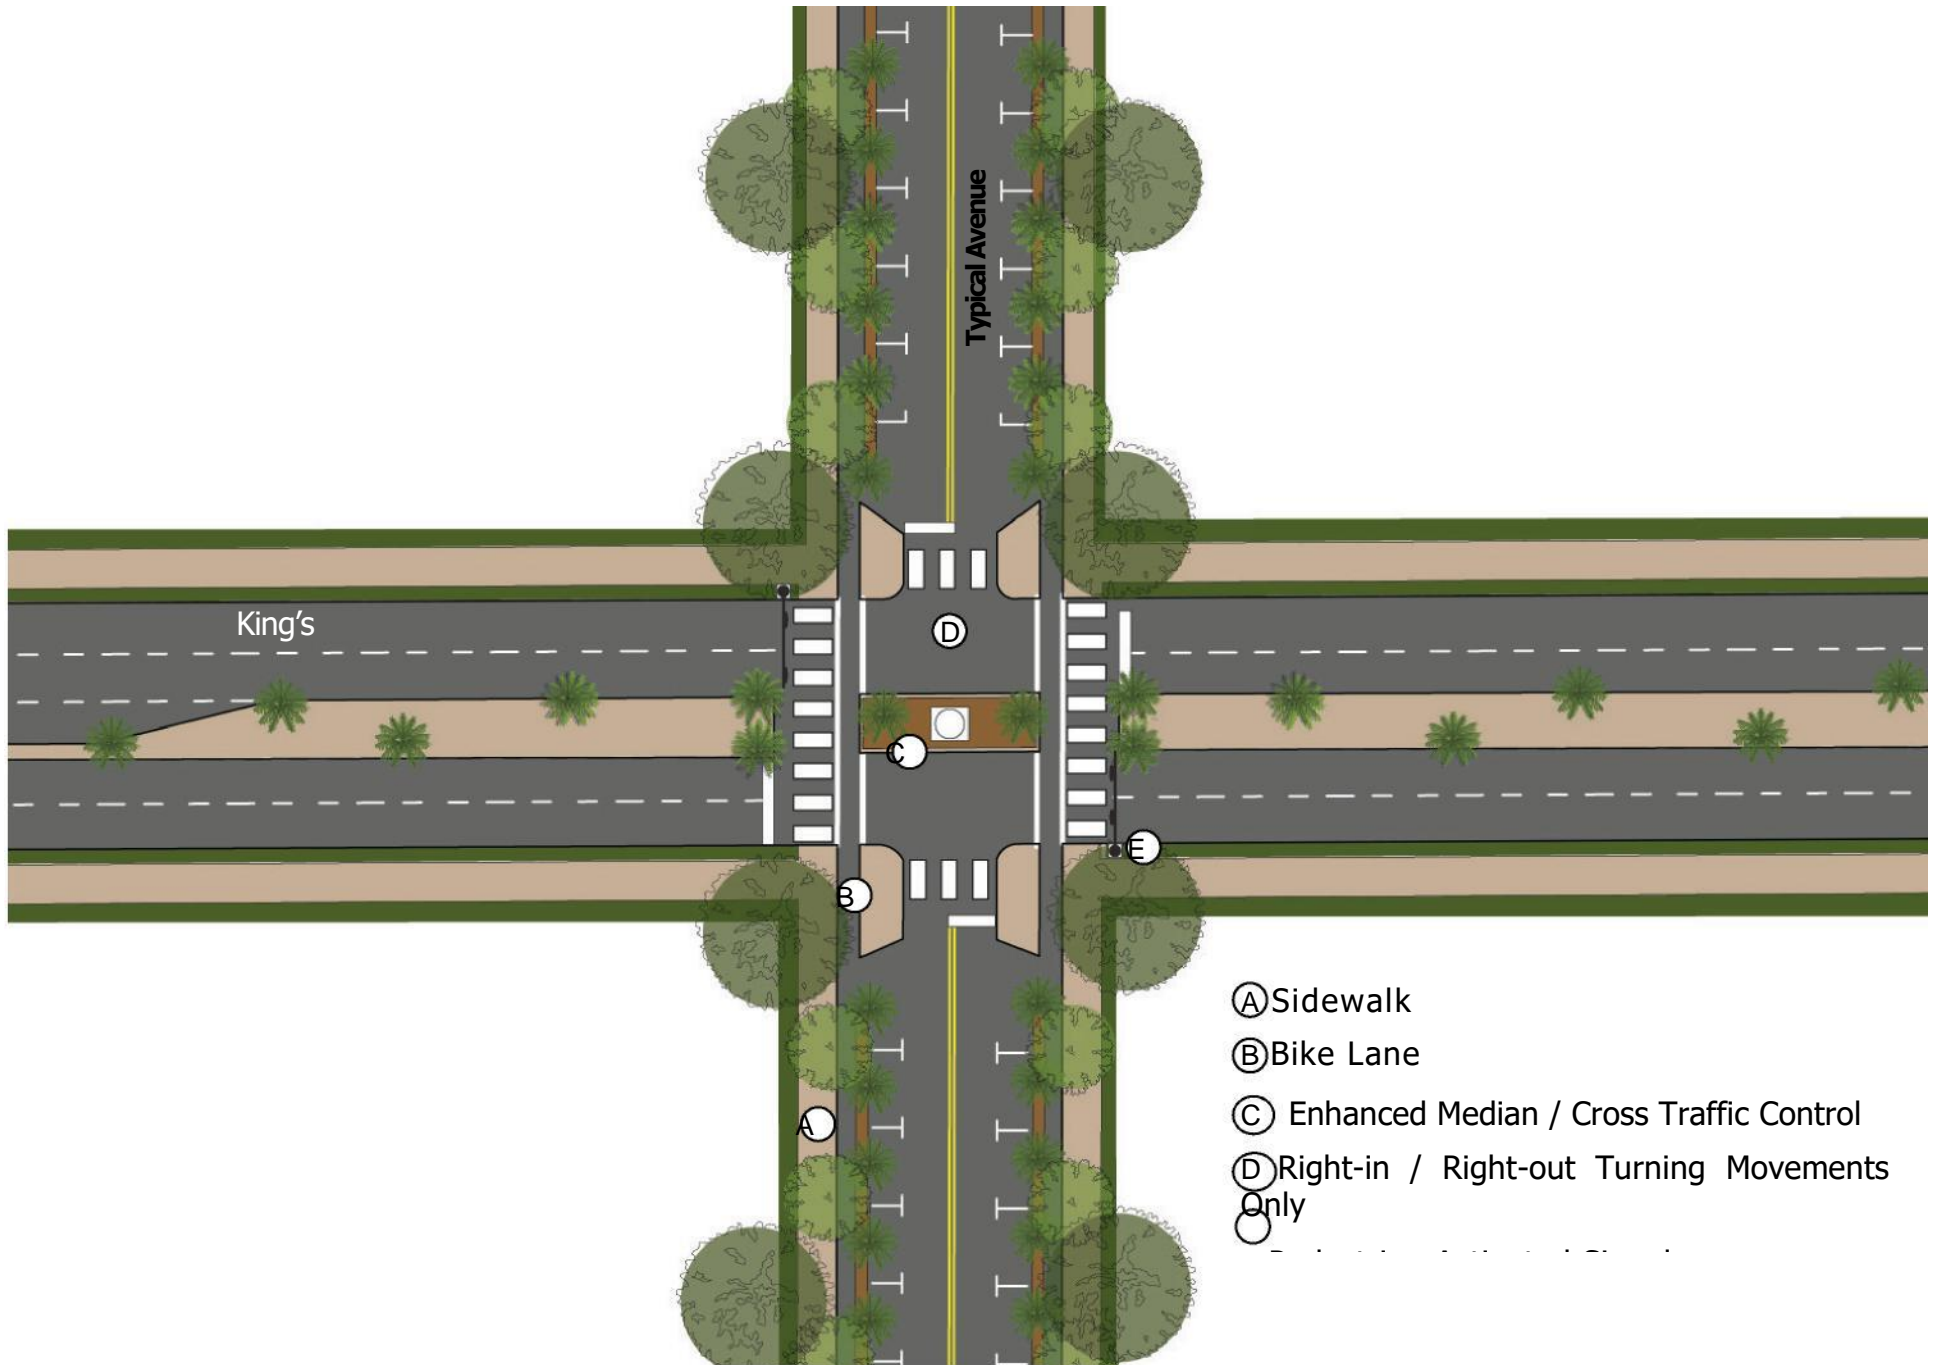 Typical Avenue
King's
D
C
E
B
A
A Sidewalk
B Bike Lane
C Enhanced Median / Cross Traffic Control
D Right-in / Right-out Turning Movements
Only